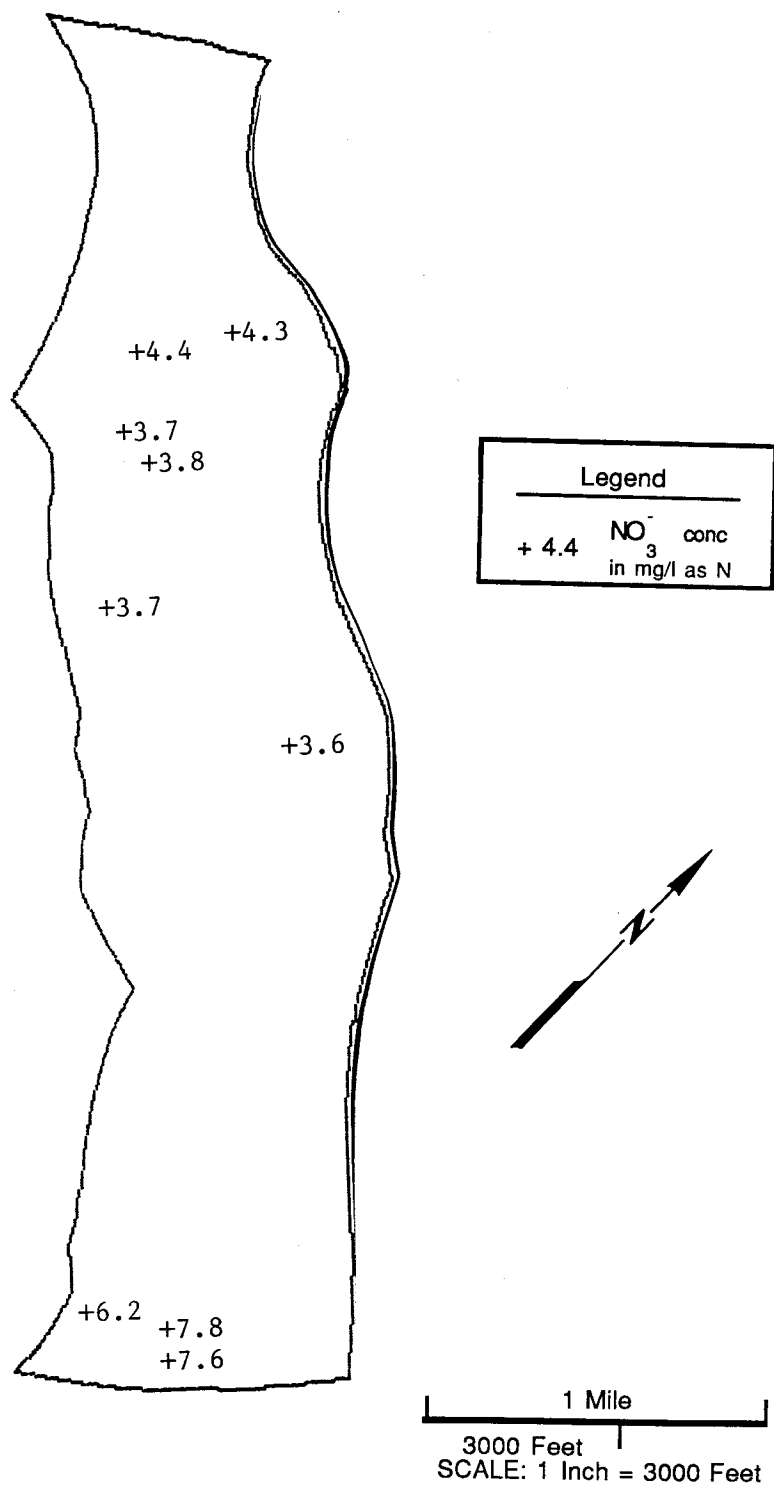 +4.3
+4.4
+3.7
+3.8
Legend
+ 4.4 NO3- conc
in mg/l as N
+3.7
+3.6
N
+6.2
+7.8
+7.6
1 Mile
3000 Feet
SCALE: 1 Inch = 3000 Feet